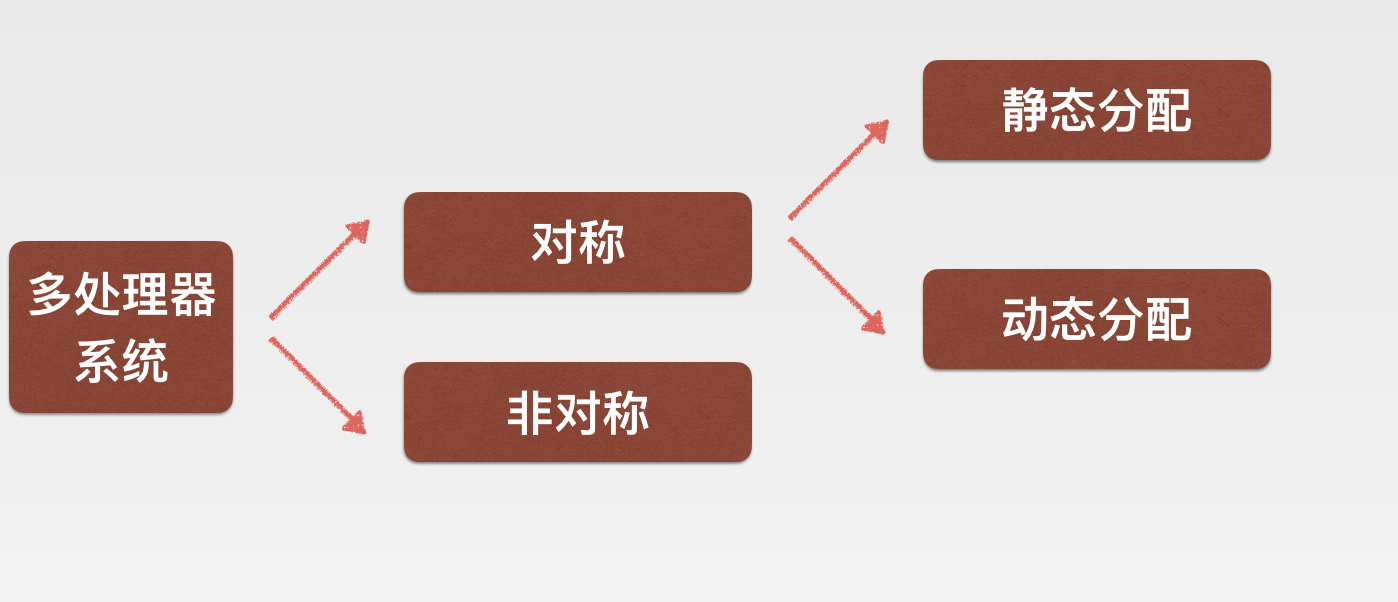 多处理器
系统
对称
非对称
静态分配
动态分配